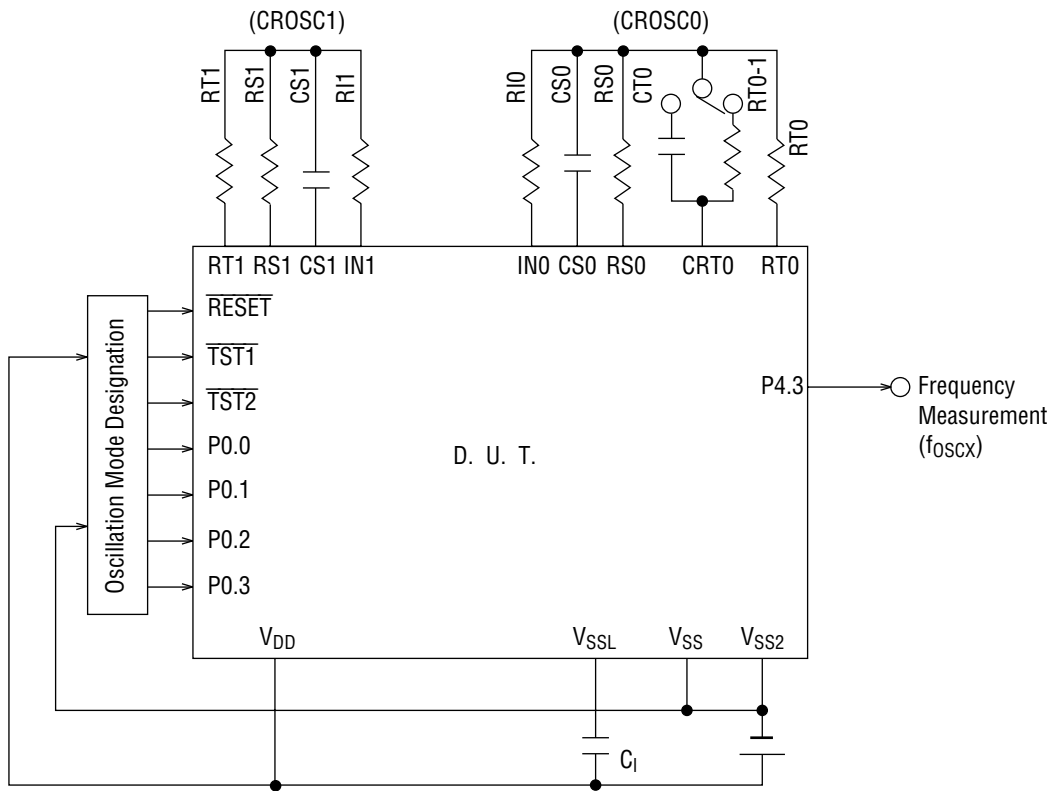 (CROSC1)
(CROSC0)
RT1
RS1
CS1
RI1
RI0
CS0
RS0
CT0
RT0-1
RT0
RT1 RS1 CS1 IN1
IN0 CS0 RS0 CRT0 RT0
Oscillation Mode Designation
RESET
TST1
TST2
P0.0
P0.1
P0.2
P0.3
D. U. T.
P4.3
Frequency
Measurement
(fOSCX)
VDD VSSL VSS VSS2
CI